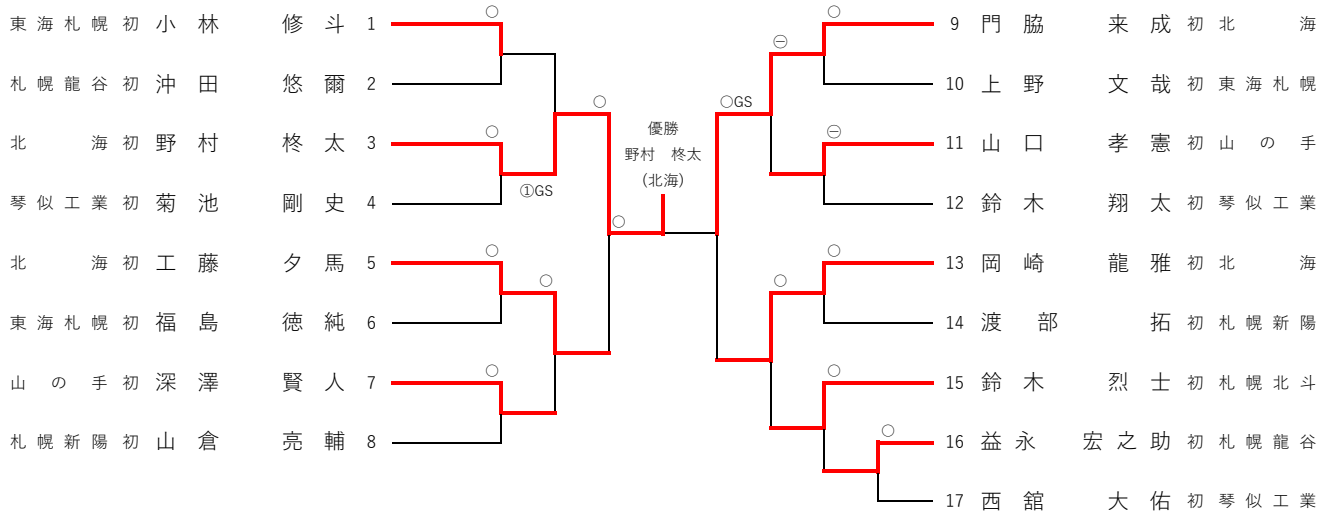 東海札幌 初 小林 修斗 1
札幌龍谷 初 沖田 悠爾 2
北海 初 野村 柊太 3
琴似工業 初 菊池 剛史 4
北海 初 工藤 夕馬 5
東海札幌 初 福島 徳純 6
山の手 初 深澤 賢人 7
札幌新陽 初 山倉 亮輔 8
○
○
①GS
○
○
○
○
○
優勝
野村 柊太
(北海)
○GS
㊀
○
㊀
○
○
○
○
9 門脇 来成 初 北海
10 上野 文哉 初 東海札幌
11 山口 孝憲 初 山の手
12 鈴木 翔太 初 琴似工業
13 岡崎 龍雅 初 北海
14 渡部 拓 初 札幌新陽
15 鈴木 烈士 初 札幌北斗
16 益永 宏之助 初 札幌龍谷
17 西舘 大佑 初 琴似工業